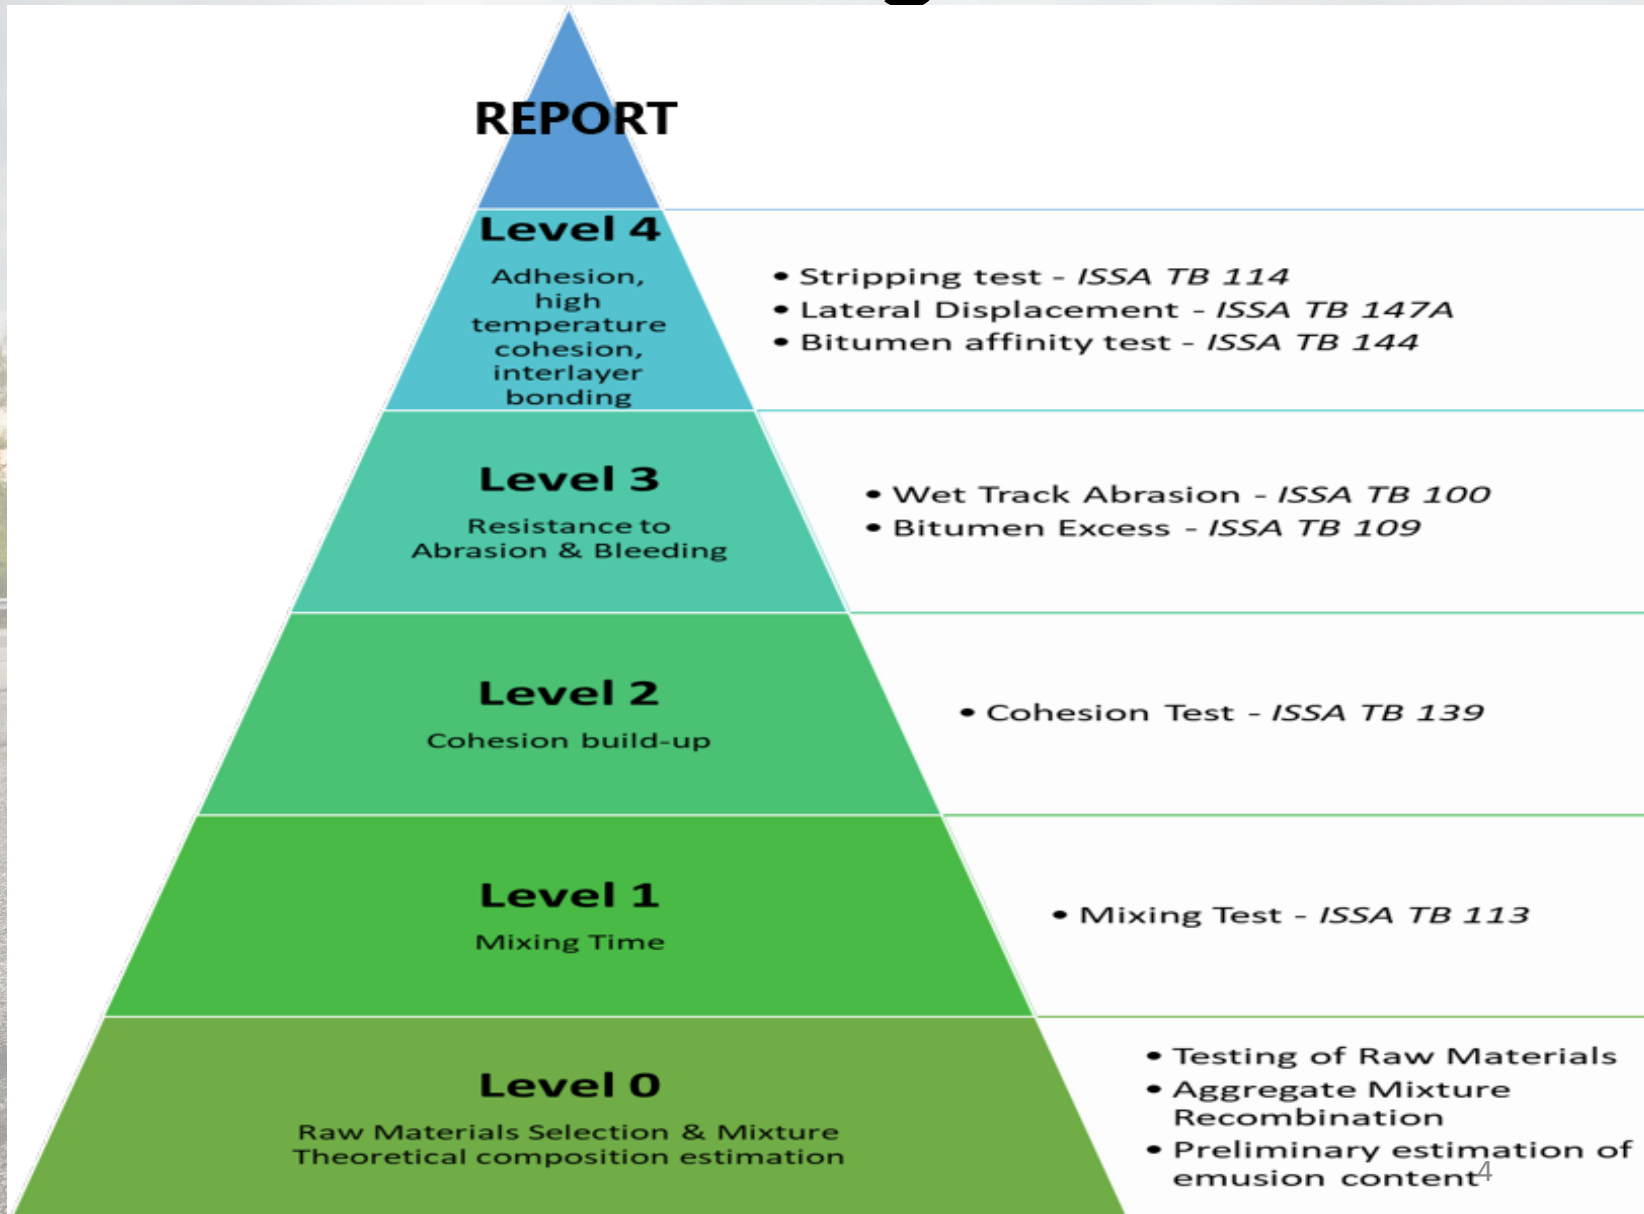 REPORT
Level 4
Adhesion,
high
temperature
cohesion,
interlayer
bonding
• Stripping test - ISSA TB 114
• Lateral Displacement - ISSA TB 147A
• Bitumen affinity test - ISSA TB 144
Level 3
Resistance to
Abrasion & Bleeding
• Wet Track Abrasion - ISSA TB 100
• Bitumen Excess - ISSA TB 109
Level 2
Cohesion build-up
• Cohesion Test - ISSA TB 139
Level 1
Mixing Time
• Mixing Test - ISSA TB 113
Level 0
Raw Materials Selection & Mixture
Theoretical composition estimation
• Testing of Raw Materials
• Aggregate Mixture
Recombination
• Preliminary estimation of
emusion content
4